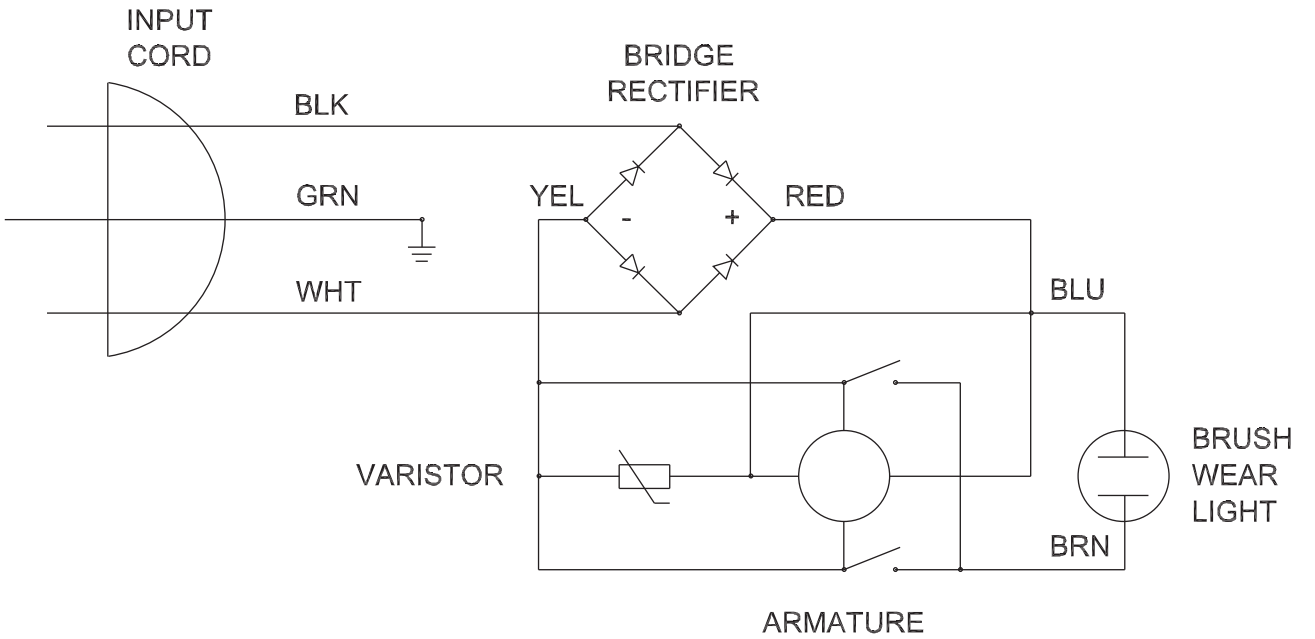 INPUT
CORD
BRIDGE
RECTIFIER
BLK
GRN
YEL
- +
RED
WHT
BLU
VARISTOR
BRUSH
WEAR
LIGHT
BRN
ARMATURE